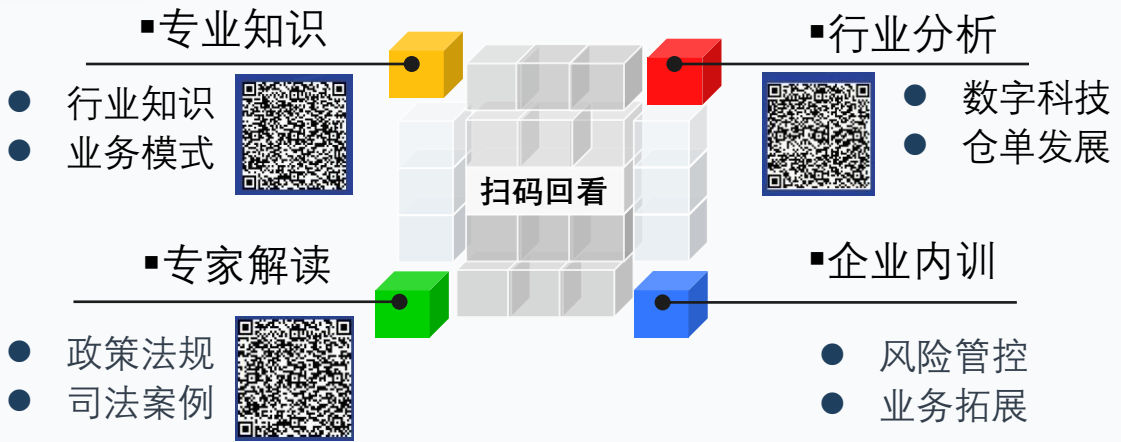 ▪专业知识
● 行业知识
● 业务模式
▪行业分析
● 数字科技
● 仓单发展
扫码回看
▪专家解读
● 政策法规
● 司法案例
▪企业内训
● 风险管控
● 业务拓展